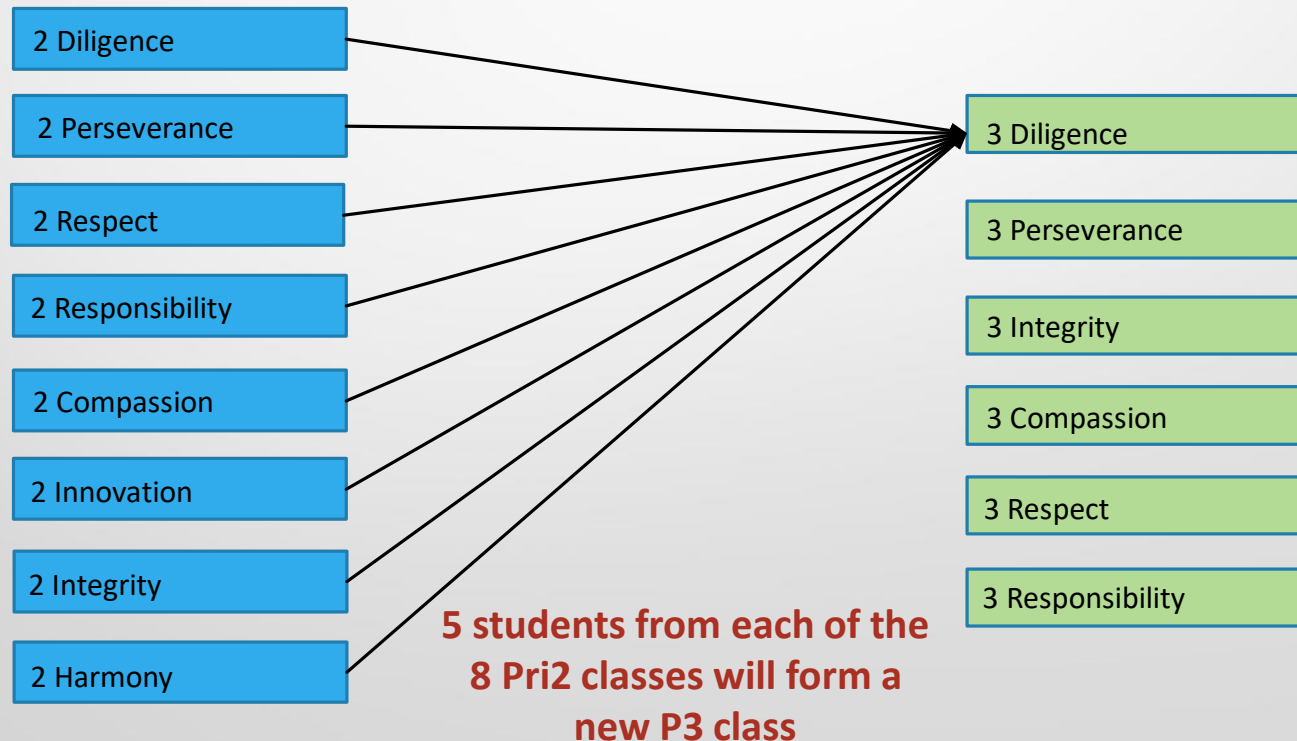 2 Diligence
2 Perseverance
2 Respect
2 Responsibility
2 Compassion
2 Innovation
2 Integrity
2 Harmony
3 Diligence
3 Perseverance
3 Integrity
3 Compassion
3 Respect
3 Responsibility
5 students from each of the
8 Pri2 classes will form a
new P3 class